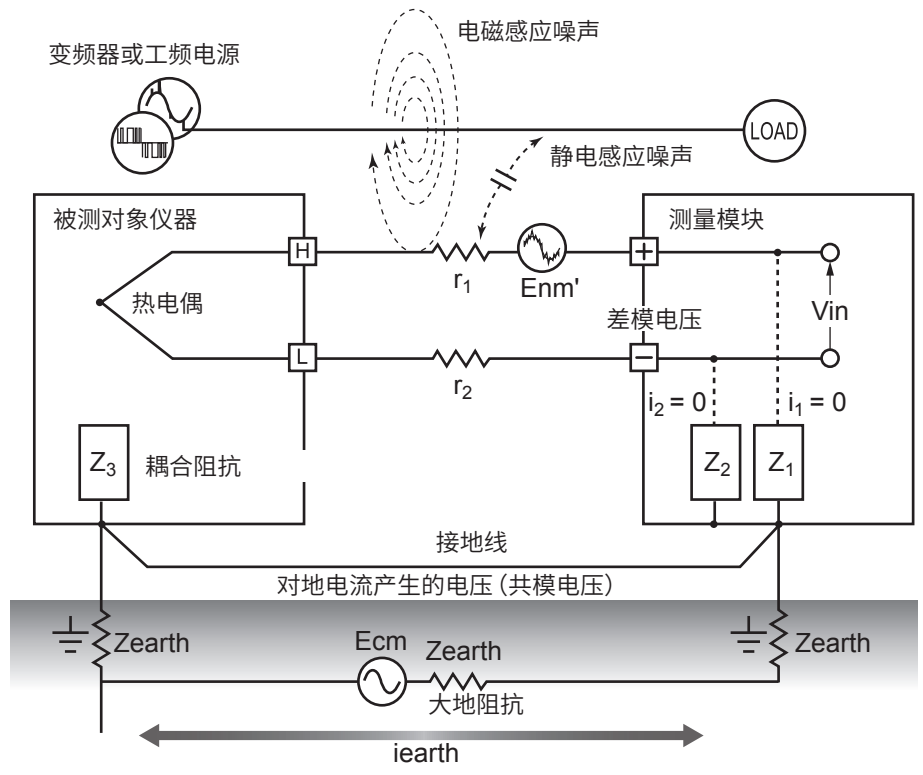 电磁感应噪声
变频器或工频电源
LOAD
静电感应噪声
被测对象仪器
测量模块
H
+
r1
Enm'
热电偶
差模电压
Vin
L
−
r2
i2 = 0
i1 = 0
Z3
耦合阻抗
Z2
Z1
接地线
对地电流产生的电压（共模电压）
Zearth
Ecm
Zearth
Zearth
大地阻抗
iearth